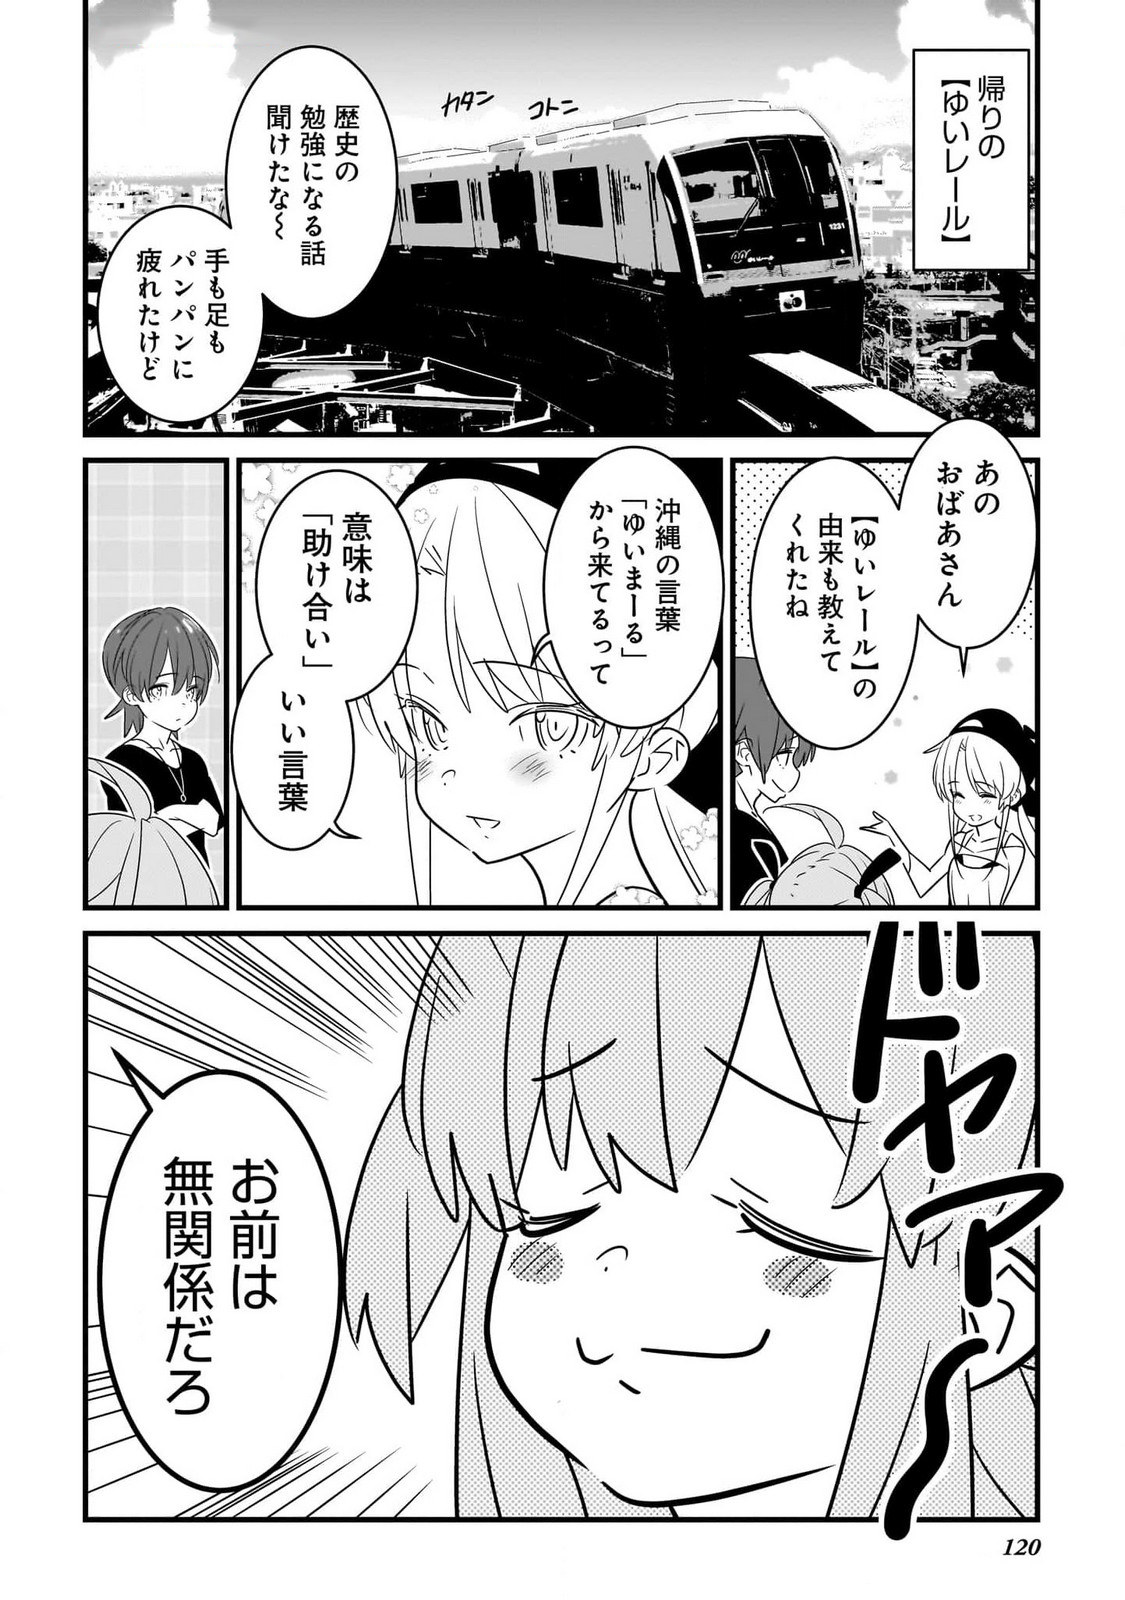 帰りの
【ゆいレール】
カタン
コトン
1231
歴史の
勉強になる話
聞けたな～
手も足も
パンパンに
疲れたけど
あの
おばあさん
【ゆいレール】の
由来も教えて
くれたね
沖縄の言葉
「ゆいまーる」
から来てるって
意味は
「助け合い」
いい言葉
ドヤァ～
お前は
無関係だろ
120